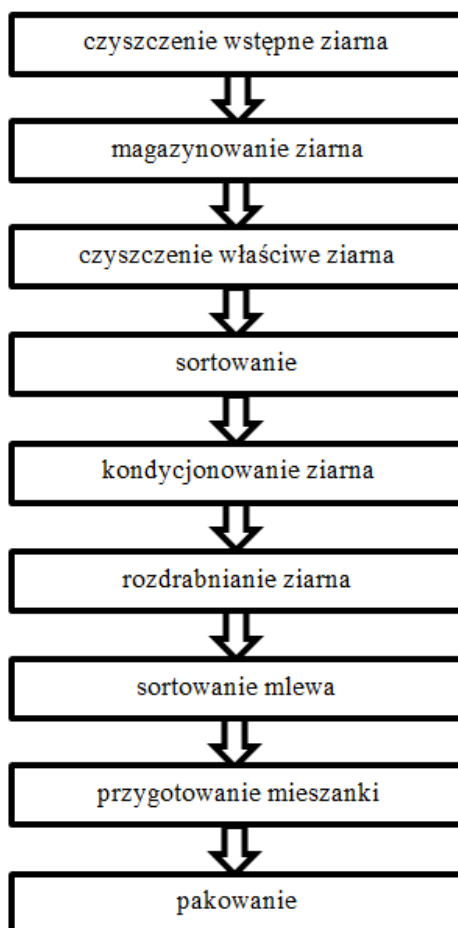 czyszczenie wstępne ziarna
magazynowanie ziarna
czyszczenie właściwe ziarna
sortowanie
kondycjonowanie ziarna
rozdrabnianie ziarna
sortowanie mlewa
przygotowanie mieszanki
pakowanie